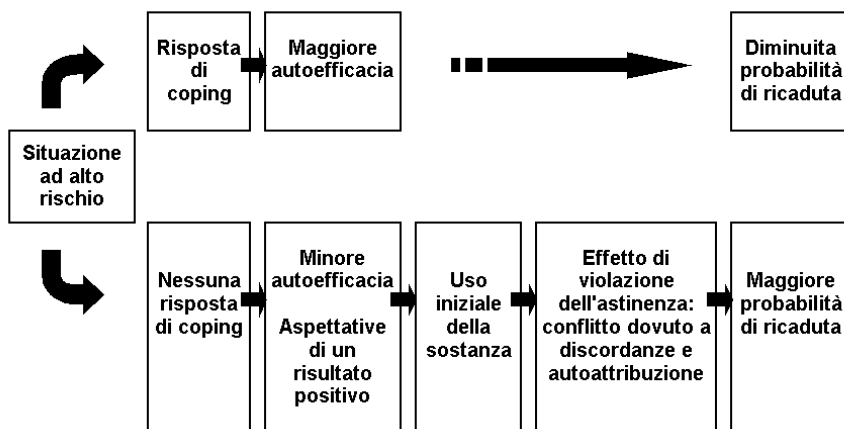 Risposta
di
coping
Maggiore
autoefficacia
Diminuita
probabilità
di ricaduta
Situazione
ad alto
rischio
Nessuna
risposta
di coping
Minore
autoefficacia
Aspettative
di un
risultato
positivo
Uso
iniziale
della
sostanza
Effetto di
violazione
dell'astinenza:
conflitto dovuto a
discordanze e
autoattribuzione
Maggiore
probabilità
di ricaduta